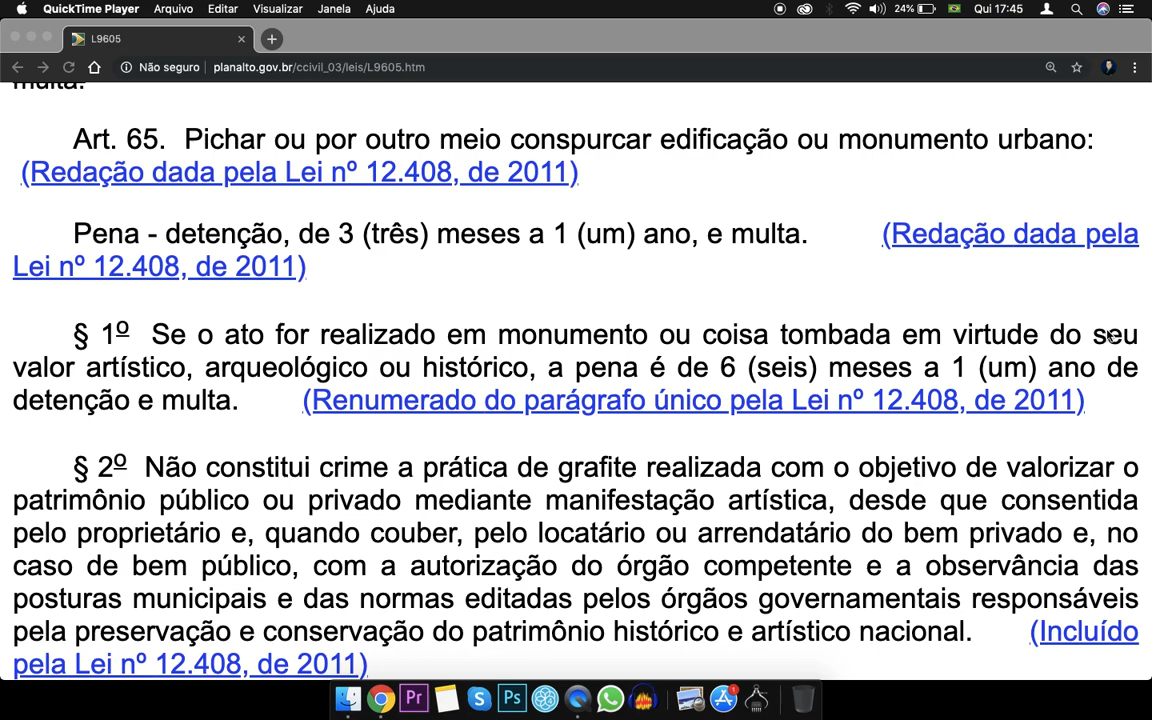 QuickTime Player Arquivo Editar Visualizar Janela Ajuda 24% Qui 17:45
L9605
Não seguro planalto.gov.br/ccivil_03/leis/L9605.htm
multa.
Art. 65. Pichar ou por outro meio conspurcar edificação ou monumento urbano:
(Redação dada pela Lei nº 12.408, de 2011)
Pena - detenção, de 3 (três) meses a 1 (um) ano, e multa. (Redação dada pela
Lei nº 12.408, de 2011)
§ 1º Se o ato for realizado em monumento ou coisa tombada em virtude do seu
valor artístico, arqueológico ou histórico, a pena é de 6 (seis) meses a 1 (um) ano de
detenção e multa. (Renumerado do parágrafo único pela Lei nº 12.408, de 2011)
§ 2º Não constitui crime a prática de grafite realizada com o objetivo de valorizar o
patrimônio público ou privado mediante manifestação artística, desde que consentida
pelo proprietário e, quando couber, pelo locatário ou arrendatário do bem privado e, no
caso de bem público, com a autorização do órgão competente e a observância das
posturas municipais e das normas editadas pelos órgãos governamentais responsáveis
pela preservação e conservação do patrimônio histórico e artístico nacional. (Incluído
pela Lei nº 12.408, de 2011)
Pr S Ps 1